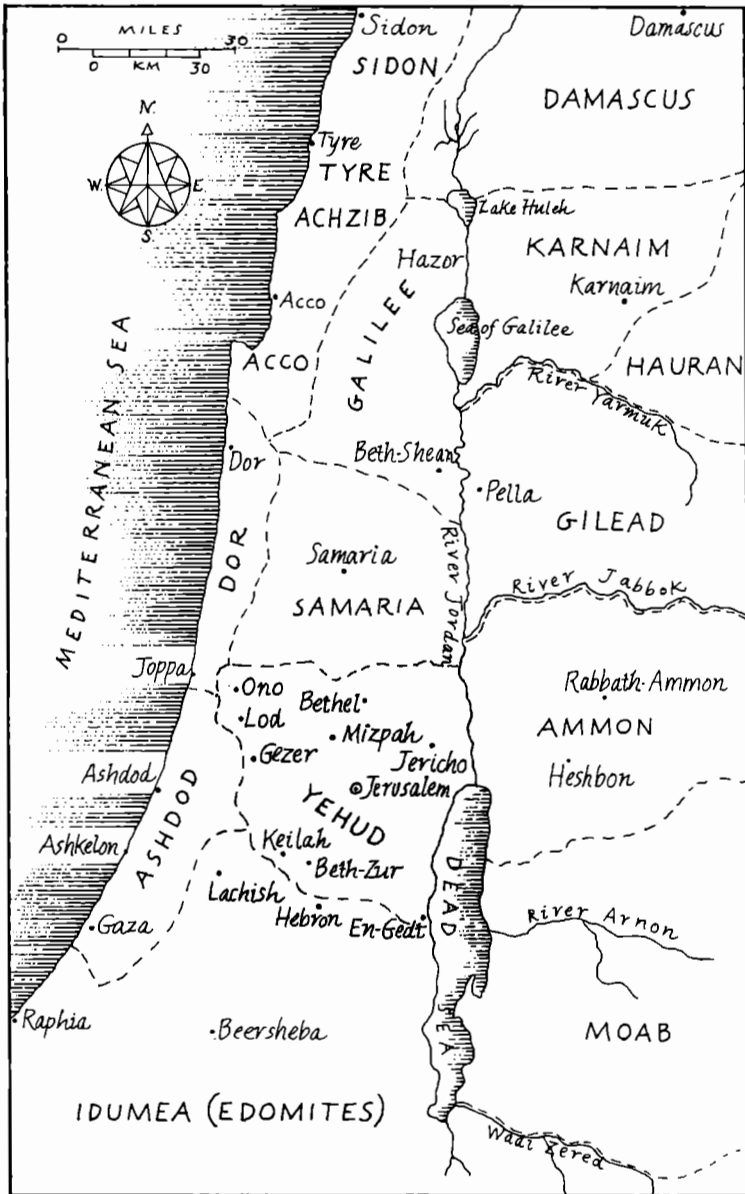 MILES
0 30
0 30
KM
N.
W. E
S
Sidon
SIDON
Damascus
DAMASCUS
Tyre
TYRE
ACHZIB
Lake Huleh
Hazor
KARNAIM
Karnaim
Acco
ACCO
GALILEE
Sea of Galilee
HAURAN
River Yarmuk
MEDITERRANEAN SEA
Dor
DOR
Beth-Shean
Pella
GILEAD
Samaria
SAMARIA
River Jordan
River Jabbok
Joppa
Ono
Lod
Bethel
Mizpah
Gezer
Jericho
Jerusalem
YEHUD
Rabbath-Ammon
AMMON
Heshbon
Ashdod
ASHDOD
Ashkelon
Keilah
Beth-Zur
Lachish
Hebron
En-Gedi
DEAD SEA
River Arnon
Gaza
Raphia
Beersheba
MOAB
IDUMEA (EDOMITES)
Wadi Zered